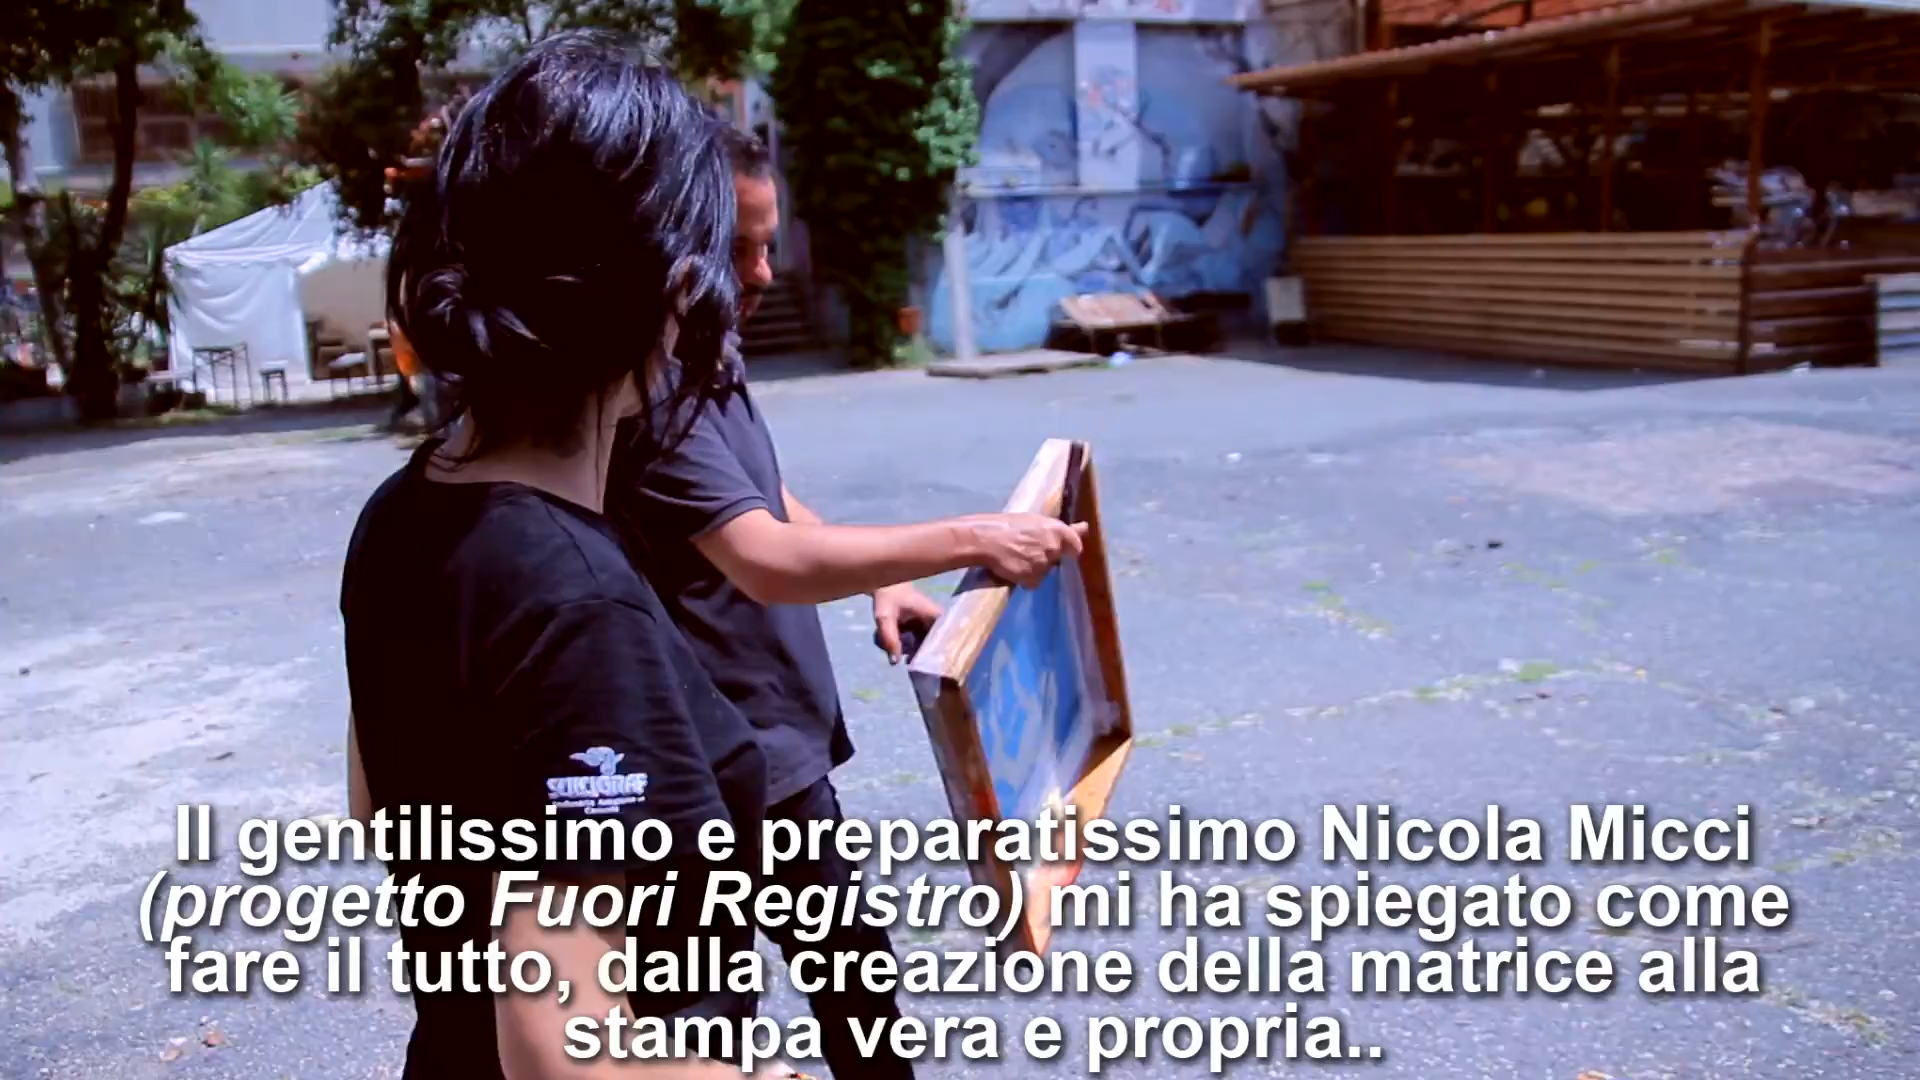 SUICIGRAF
Il gentilissimo e preparatissimo Nicola Micci
(progetto Fuori Registro) mi ha spiegato come
fare il tutto, dalla creazione della matrice alla
stampa vera e propria..